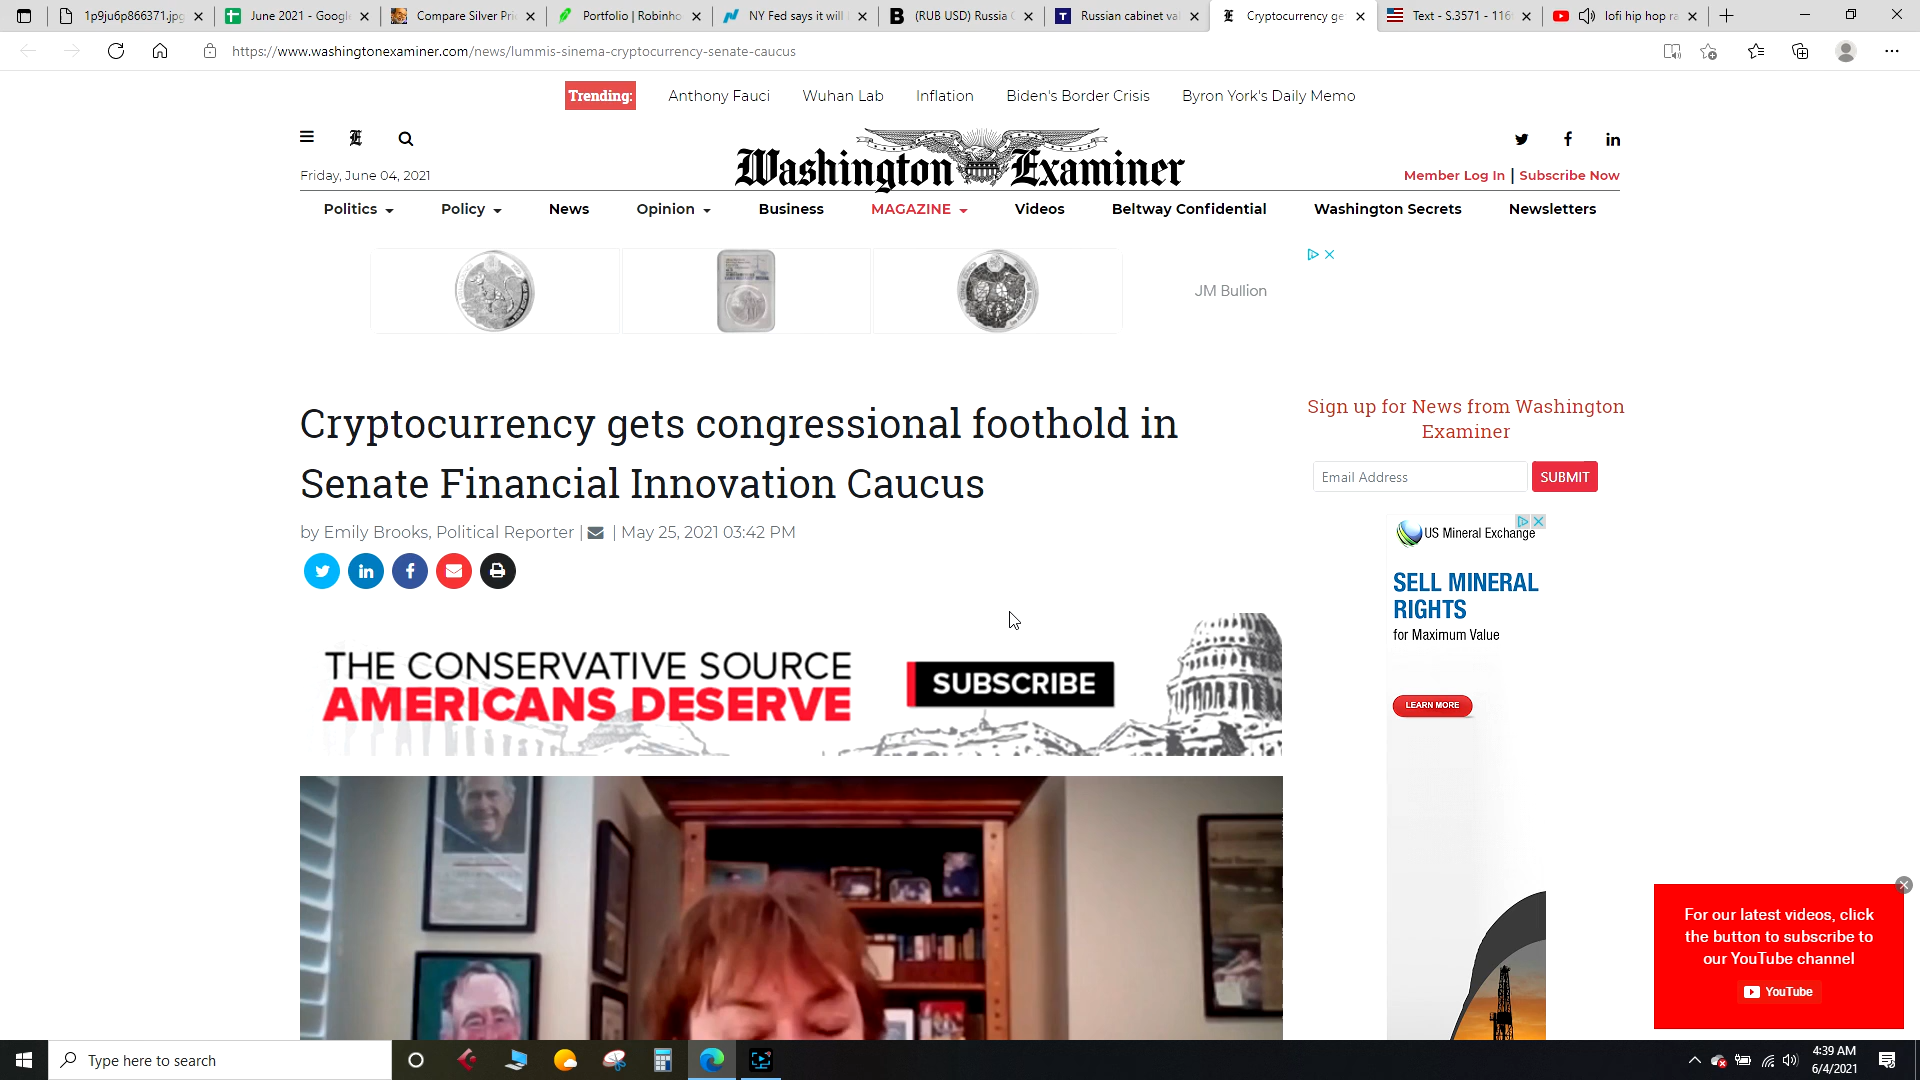 1p9ju6p866371.jpg
June 2021 - Google
Compare Silver Pri
Portfolio | Robinho
NY Fed says it will
(RUB USD) Russia
Russian cabinet va
Cryptocurrency ge
Text - S.3571 - 116
lofi hip hop ra
https://www.washingtonexaminer.com/news/lummis-sinema-cryptocurrency-senate-caucus
Trending: Anthony Fauci Wuhan Lab Inflation Biden's Border Crisis Byron York's Daily Memo
Washington Examiner
Friday, June 04, 2021
Member Log In | Subscribe Now
Politics Policy News Opinion Business MAGAZINE Videos Beltway Confidential Washington Secrets Newsletters
JM Bullion
Cryptocurrency gets congressional foothold in
Senate Financial Innovation Caucus
by Emily Brooks, Political Reporter | | May 25, 2021 03:42 PM
THE CONSERVATIVE SOURCE
AMERICANS DESERVE
SUBSCRIBE
Sign up for News from Washington
Examiner
Email Address
SUBMIT
US Mineral Exchange
SELL MINERAL
RIGHTS
for Maximum Value
LEARN MORE
For our latest videos, click
the button to subscribe to
our YouTube channel
YouTube
Type here to search
4:39 AM
6/4/2021